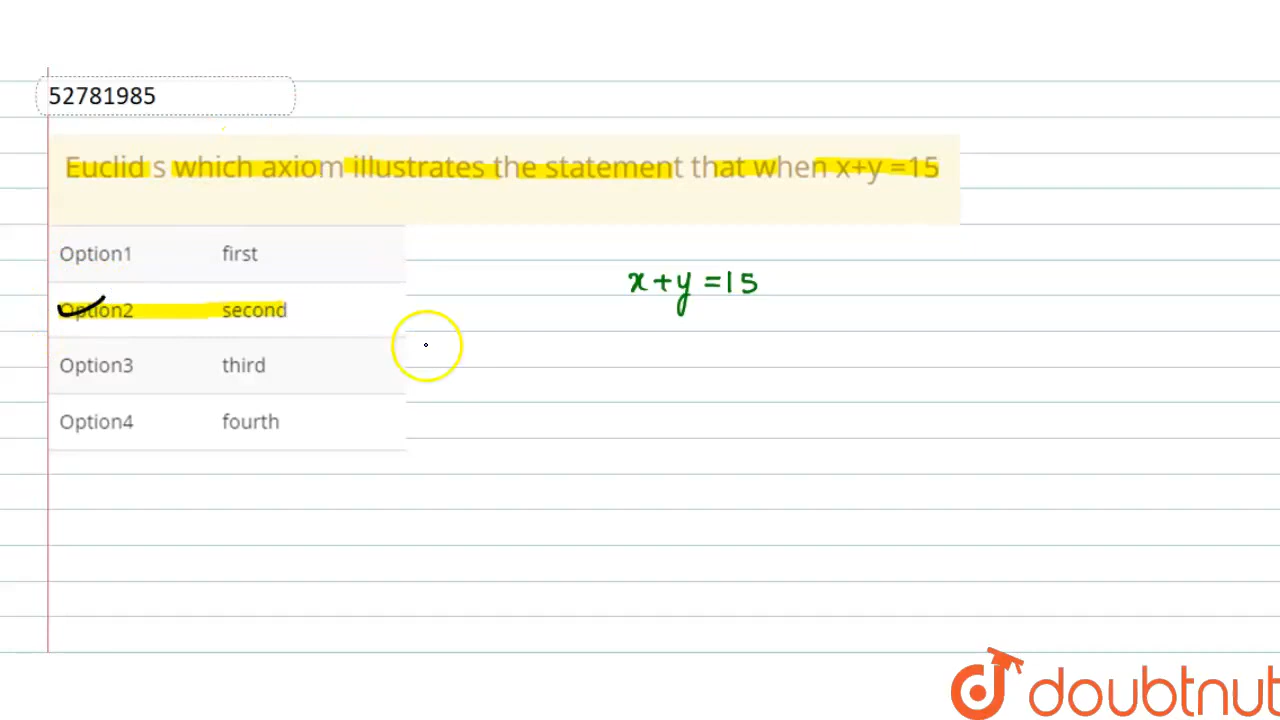 52781985
Euclid s which axiom illustrates the statement that when x+y =15
Option1 first
Option2 second
Option3 third
Option4 fourth
x+y =15
doubtnut